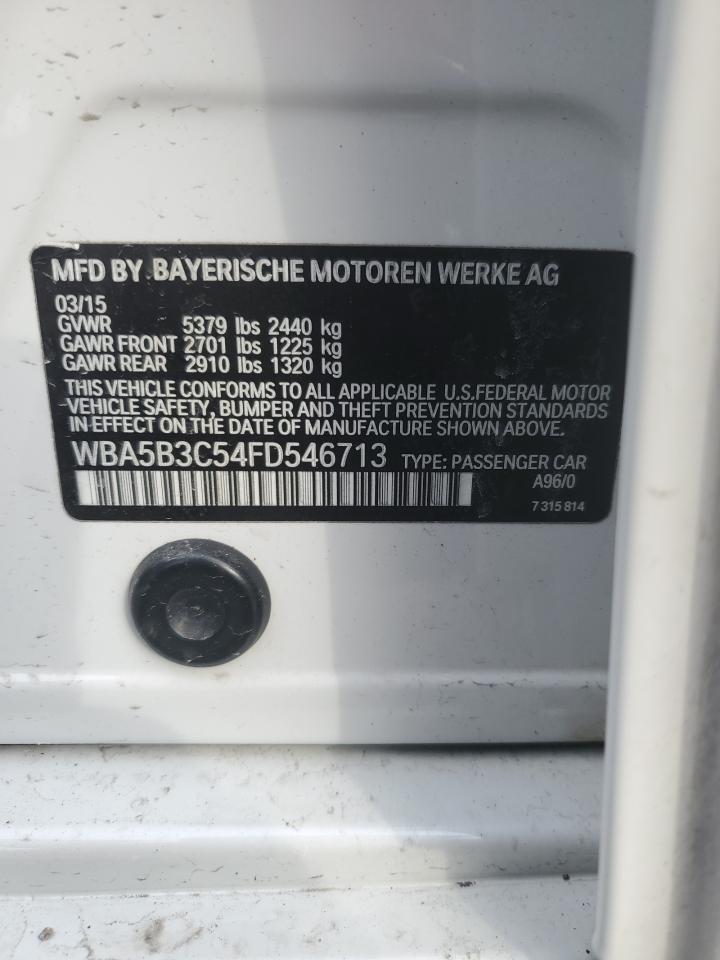 MFD BY BAYERISCHE MOTOREN WERKE AG
03/15
GVWR 5379 lbs 2440 kg
GAWR FRONT 2701 lbs 1225 kg
GAWR REAR 2910 lbs 1320 kg
THIS VEHICLE CONFORMS TO ALL APPLICABLE U.S.FEDERAL MOTOR
VEHICLE SAFETY, BUMPER AND THEFT PREVENTION STANDARDS
IN EFFECT ON THE DATE OF MANUFACTURE SHOWN ABOVE.
WBA5B3C54FD546713 TYPE: PASSENGER CAR
A96/0
7 315 814